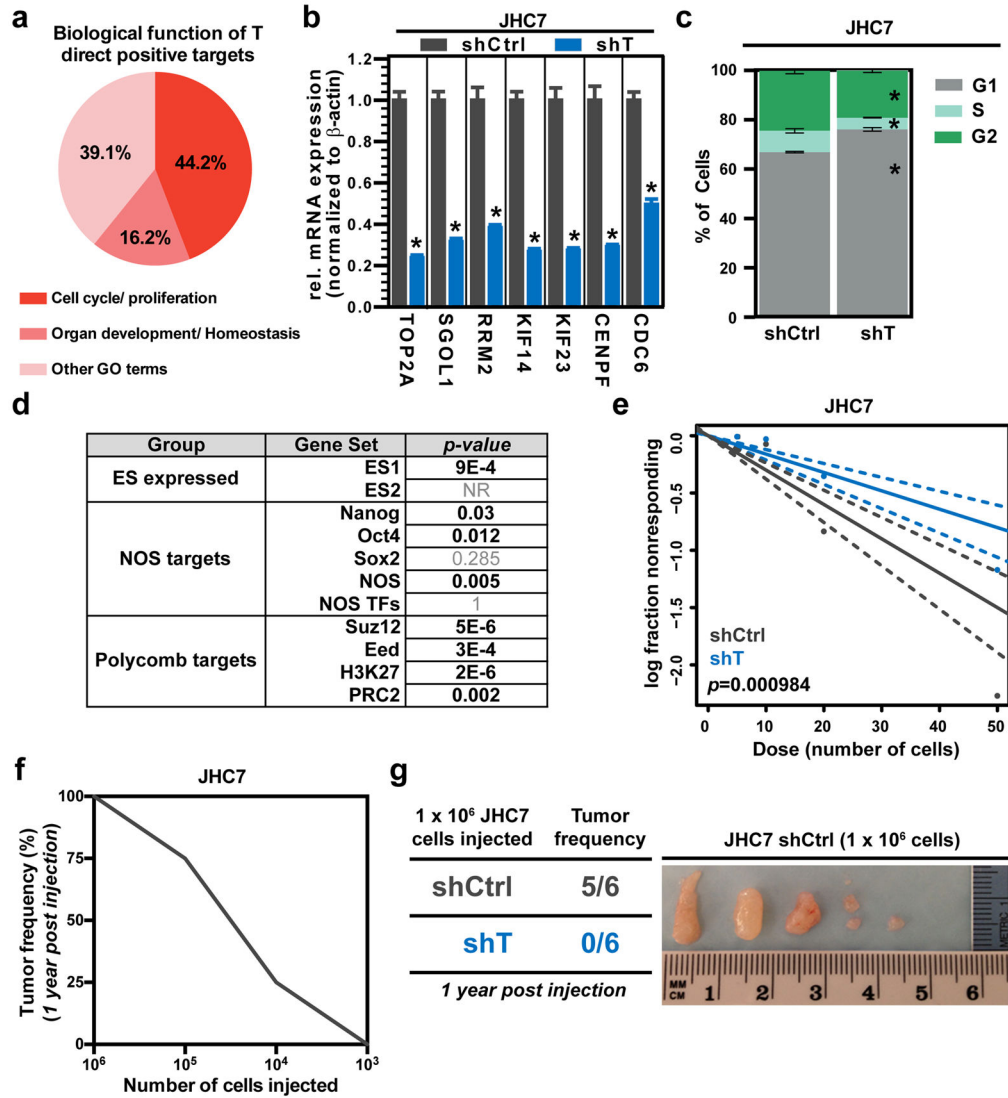 a
Biological function of T
direct positive targets
39.1%
44.2%
16.2%
Cell cycle/ proliferation
Organ development/ Homeostasis
Other GO terms
b
JHC7
shCtrl shT
rel. mRNA expression
(normalized to β-actin)
1.2
1.0
0.8
0.6
0.4
0.2
0.0
* * * * * * *
TOP2A
SGOL1
RRM2
KIF14
KIF23
CENPF
CDC6
c
JHC7
% of Cells
100
80
60
40
20
0
*
*
*
shCtrl shT
G1
S
G2
d
Group Gene Set p-value
ES expressed
ES1 9E-4
ES2 NR
NOS targets
Nanog 0.03
Oct4 0.012
Sox2 0.285
NOS 0.005
NOS TFs 1
Polycomb targets
Suz12 5E-6
Eed 3E-4
H3K27 2E-6
PRC2 0.002
e
JHC7
log fraction nonresponding
0.0
−0.5
−1.0
−1.5
−2.0
shCtrl
shT
p=0.000984
0 10 20 30 40 50
Dose (number of cells)
f
JHC7
Tumor frequency (%)
(1 year post injection)
100
75
50
25
0
10⁶ 10⁵ 10⁴ 10³
Number of cells injected
g
1 x 10⁶ JHC7
cells injected
Tumor
frequency
shCtrl 5/6
shT 0/6
1 year post injection
JHC7 shCtrl (1 x 10⁶ cells)
METRIC 1
MM
CM
1 2 3 4 5 6